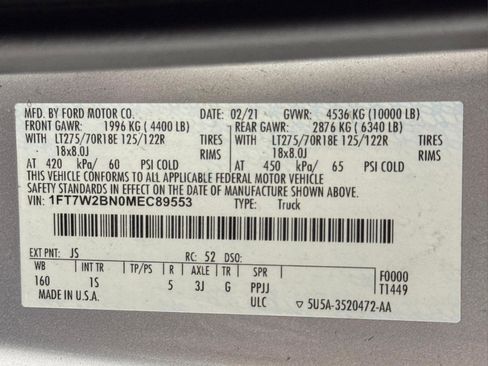 MFD. BY FORD MOTOR CO. DATE: 02/21 GVWR: 4536 KG (10000 LB)
FRONT GAWR: 1996 KG ( 4400 LB) REAR GAWR: 2876 KG ( 6340 LB)
WITH LT275/70R18E 125/122R TIRES WITH LT275/70R18E 125/122R TIRES
18x8.0J RIMS 18x8.0J RIMS
AT 420 kPa/ 60 PSI COLD AT 450 kPa/ 65 PSI COLD
THIS VEHICLE CONFORMS TO ALL APPLICABLE FEDERAL MOTOR VEHICLE
SAFETY STANDARDS IN EFFECT ON THE DATE OF MANUFACTURE SHOWN ABOVE.
VIN: 1FT7W2BN0MEC89553 TYPE: Truck
EXT PNT: JS RC: 52 DSO:
WB INT TR TP/PS R AXLE TR SPR F0000
160 1S 5 3J G PPJJ T1449
MADE IN U.S.A. ULC ▽ 5U5A-3520472-AA